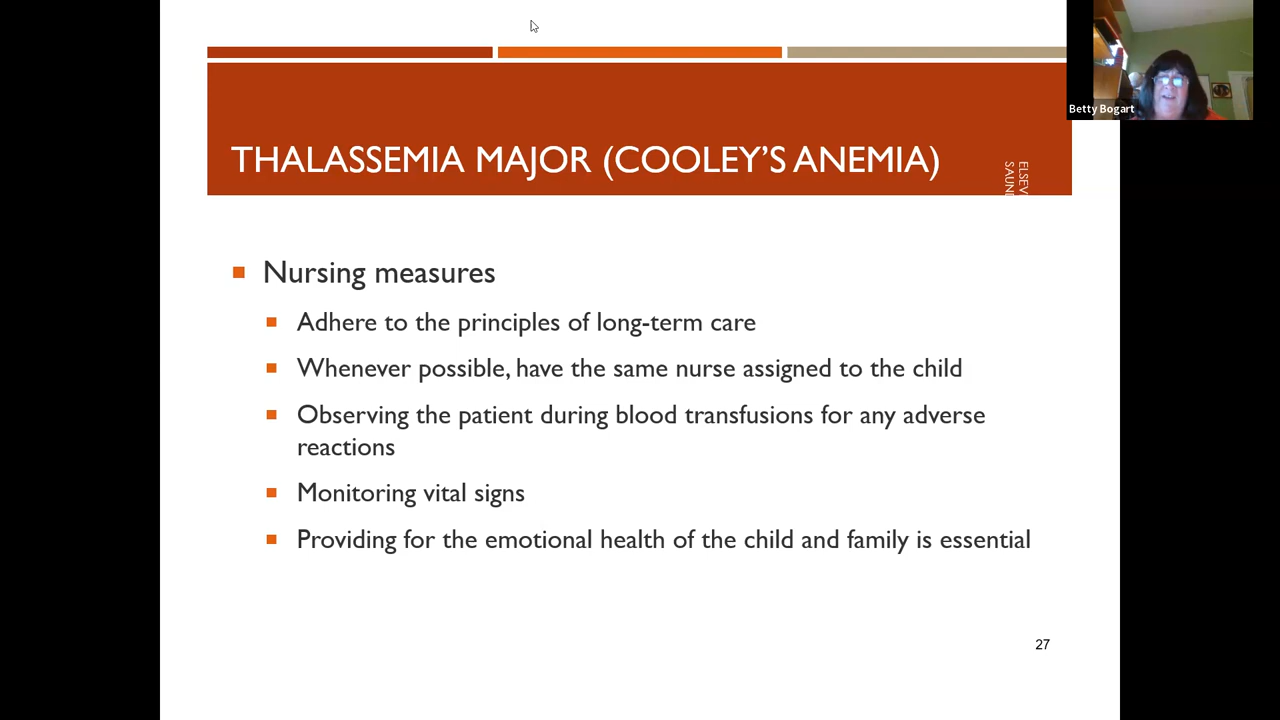 Betty Bogart
THALASSEMIA MAJOR (COOLEY'S ANEMIA)
Nursing measures
Adhere to the principles of long-term care
Whenever possible, have the same nurse assigned to the child
Observing the patient during blood transfusions for any adverse
reactions
Monitoring vital signs
Providing for the emotional health of the child and family is essential
27